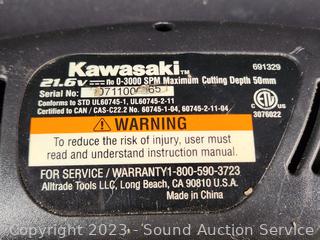 Kawasaki™
691329
21.6V n₀ 0-3000 SPM Maximum Cutting Depth 50mm
Serial No:
Conforms to STD UL60745-1, UL60745-2-11
Certified to CAN / CAS-C22.2 No. 60745-1-04, 60745-2-11-04
ETL
3076022
WARNING
To reduce the risk of injury, user must
read and understand instruction manual.
FOR SERVICE / WARRANTY1-800-590-3723
Alltrade Tools LLC, Long Beach, CA 90810 U.S.A.
Made in China
Copyright 2023 - Sound Auction Service